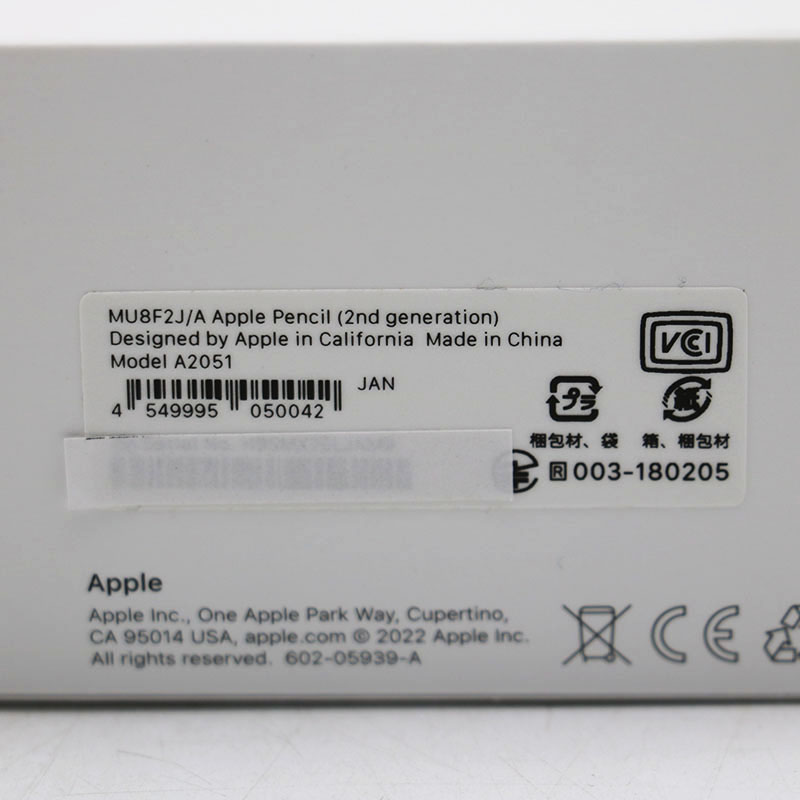 MU8F2J/A Apple Pencil (2nd generation)
Designed by Apple in California Made in China
Model A2051
JAN
4 549995 050042
VCCI
プラ
紙
梱包材、袋
箱、梱包材
R 003-180205
Apple
Apple Inc., One Apple Park Way, Cupertino,
CA 95014 USA, apple.com © 2022 Apple Inc.
All rights reserved. 602-05939-A
CE